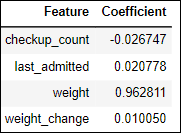 Feature Coefficient
checkup_count -0.026747
last_admitted 0.020778
weight 0.962811
weight_change 0.010050